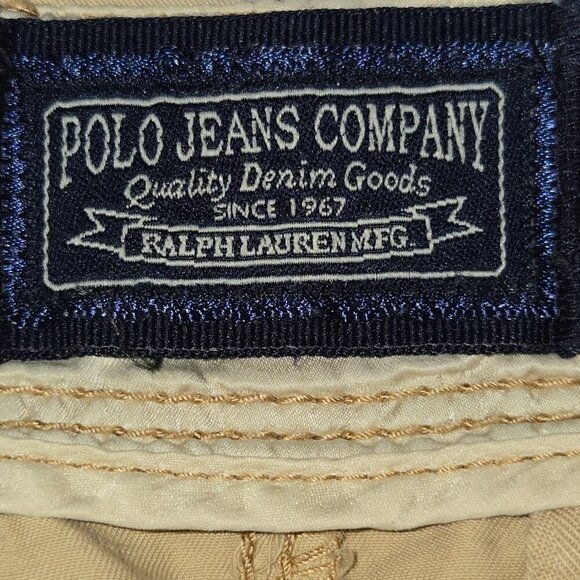 POLO JEANS COMPANY
Quality Denim Goods
SINCE 1967
RALPH LAUREN MFG.